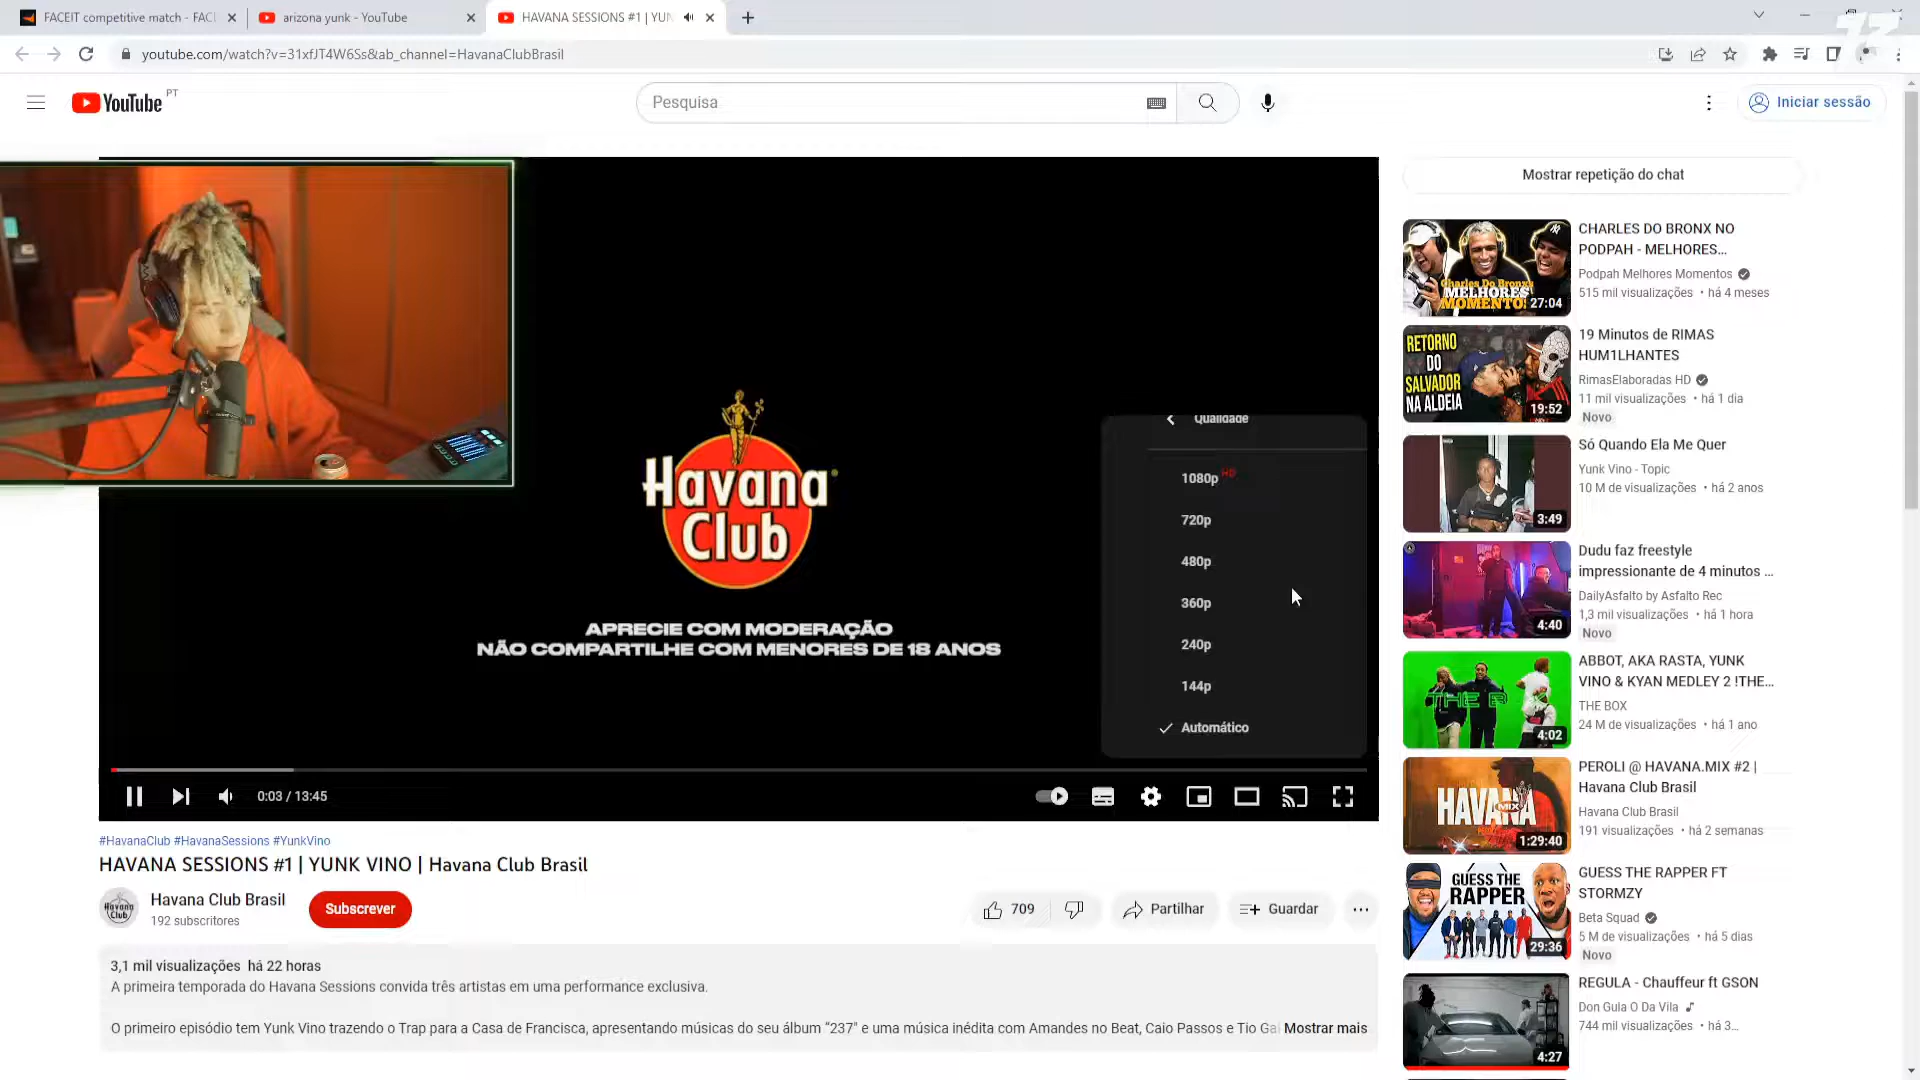 FACEIT competitive match - FACE
arizona yunk - YouTube
HAVANA SESSIONS #1 | YUN
youtube.com/watch?v=31xfJT4W6Ss&ab_channel=HavanaClubBrasil
YouTube PT
Pesquisa
Iniciar sessão
Havana
Club
APRECIE COM MODERAÇÃO
NÃO COMPARTILHE COM MENORES DE 18 ANOS
Qualidade
1080p HD
720p
480p
360p
240p
144p
Automático
0:03 / 13:45
#HavanaClub #HavanaSessions #YunkVino
HAVANA SESSIONS #1 | YUNK VINO | Havana Club Brasil
Havana Club
Havana Club Brasil
192 subscritores
Subscrever
709
Partilhar
Guardar
3,1 mil visualizações há 22 horas
A primeira temporada do Havana Sessions convida três artistas em uma performance exclusiva.
O primeiro episódio tem Yunk Vino trazendo o Trap para a Casa de Francisca, apresentando músicas do seu álbum "237" e uma música inédita com Amandes no Beat, Caio Passos e Tio Ga Mostrar mais
Mostrar repetição do chat
Charles Do Bronxs
MELHORES
MOMENTO
27:04
CHARLES DO BRONX NO
PODPAH - MELHORES...
Podpah Melhores Momentos
515 mil visualizações • há 4 meses
RETORNO
DO
SALVADOR
NA ALDEIA
19:52
19 Minutos de RIMAS
HUM1LHANTES
RimasElaboradas HD
11 mil visualizações • há 1 dia
Novo
3:49
Só Quando Ela Me Quer
Yunk Vino - Topic
10 M de visualizações • há 2 anos
4:40
Dudu faz freestyle
impressionante de 4 minutos ...
DailyAsfalto by Asfalto Rec
1,3 mil visualizações • há 1 hora
Novo
THE B X
4:02
ABBOT, AKA RASTA, YUNK
VINO & KYAN MEDLEY 2 !THE...
THE BOX
24 M de visualizações • há 1 ano
HAVANA
MIX
1:29:40
PEROLI @ HAVANA.MIX #2 |
Havana Club Brasil
Havana Club Brasil
191 visualizações • há 2 semanas
GUESS THE
RAPPER
29:36
GUESS THE RAPPER FT
STORMZY
Beta Squad
5 M de visualizações • há 5 dias
Novo
4:27
REGULA - Chauffeur ft GSON
Don Gula O Da Vila
744 mil visualizações • há 3...